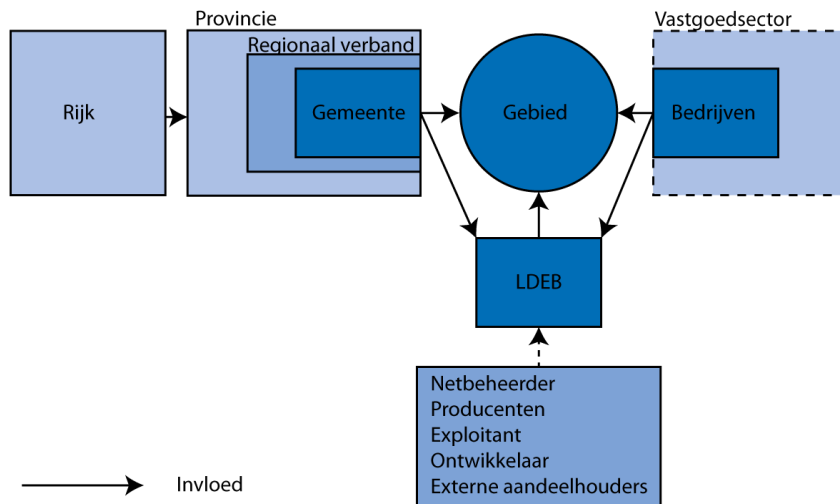 Provincie
Vastgoedsector
Regionaal verband
Rijk
Gemeente
Gebied
Bedrijven
LDEB
Netbeheerder
Producenten
Exploitant
Ontwikkelaar
Externe aandeelhouders
Invloed